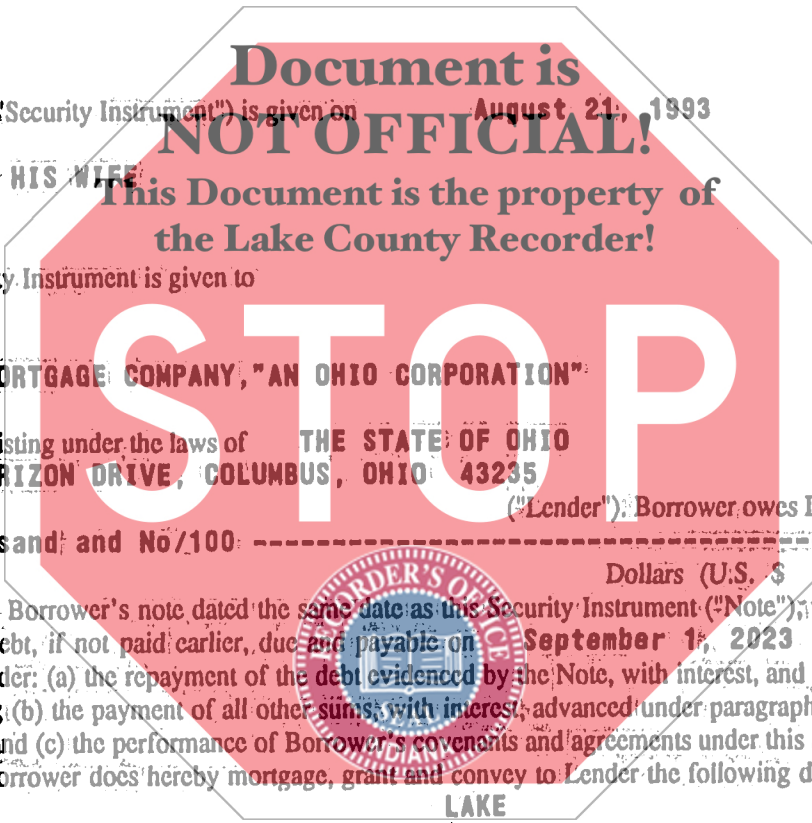 Document is
"Security Instrument") is given on August 21, 1993
NOT OFFICIAL!
HIS WIFE
This Document is the property of
the Lake County Recorder!
y Instrument is given to
STOP
ORTGAGE COMPANY, "AN OHIO CORPORATION"
isting under the laws of THE STATE OF OHIO
RIZON DRIVE, COLUMBUS, OHIO 43235
("Lender"). Borrower owes
sand and No/100 --------------------------------------------
Dollars (U.S. $
RECORDER'S OFFICE
Borrower's note dated the same date as this Security Instrument ("Note"),
ebt, if not paid earlier, due and payable on September 1, 2023
der: (a) the repayment of the debt evidenced by the Note, with interest, and
(b) the payment of all other sums, with interest, advanced under paragraph
nd (c) the performance of Borrower's covenants and agreements under this
orrower does hereby mortgage, grant and convey to Lender the following d
SEAL
INDIANA
LAKE